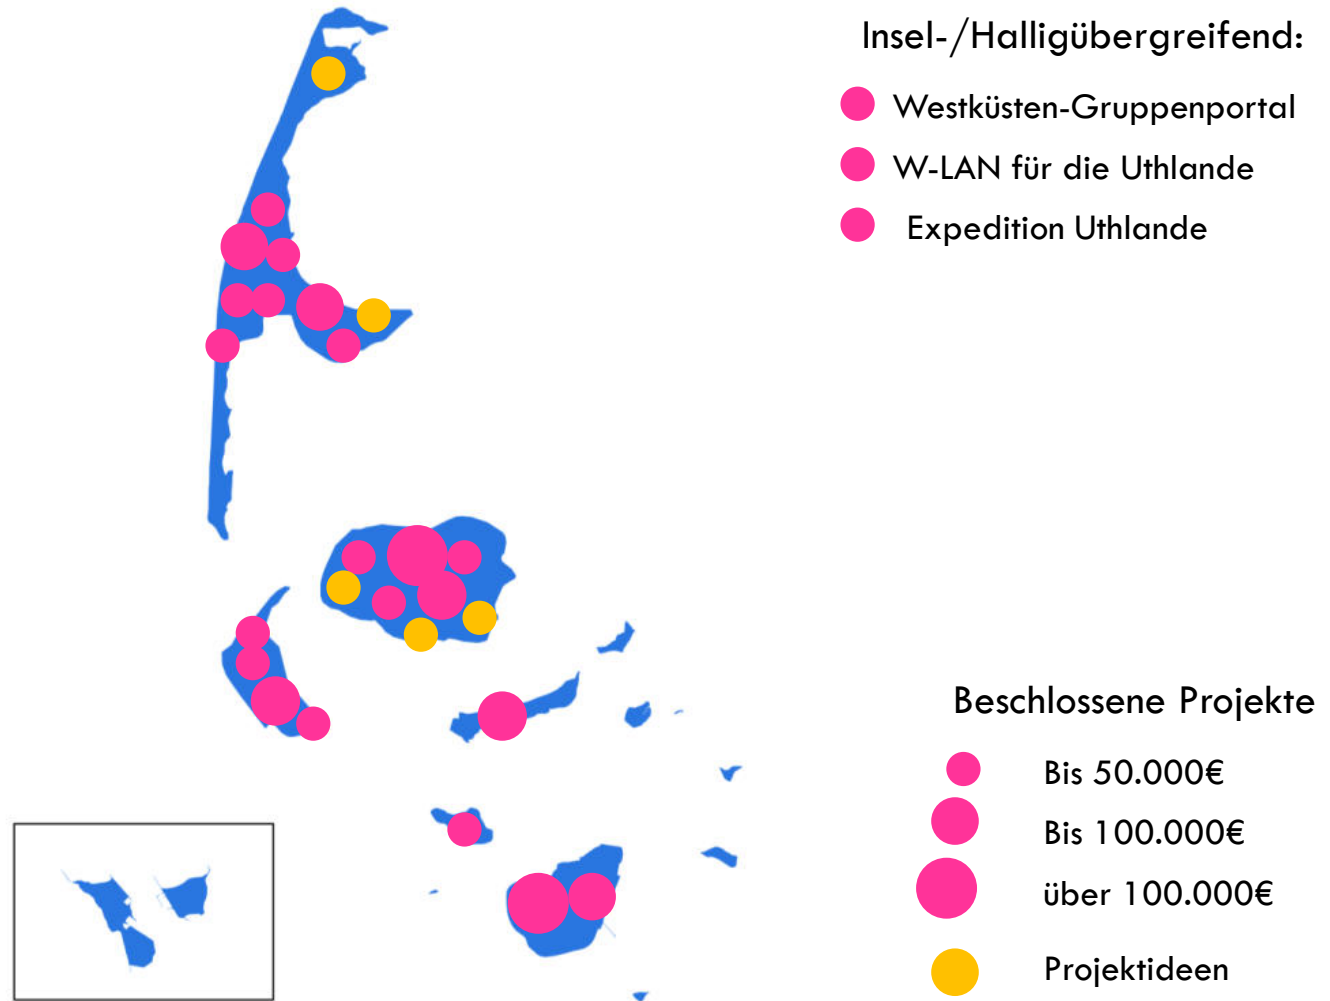 Insel-/Halligübergreifend:
Westküsten-Gruppenportal
W-LAN für die Uthlande
Expedition Uthlande
Beschlossene Projekte
Bis 50.000€
Bis 100.000€
über 100.000€
Projektideen